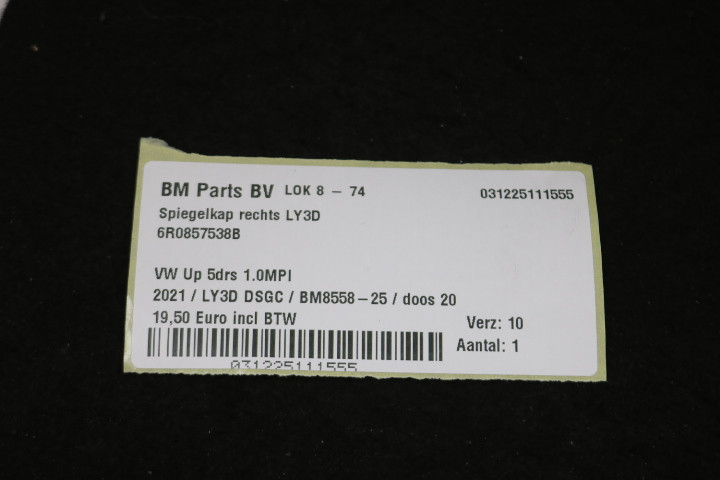 BM Parts BV LOK 8 – 74 031225111555
Spiegelkap rechts LY3D
6R0857538B
VW Up 5drs 1.0MPI
2021 / LY3D DSGC / BM8558–25 / doos 20
19,50 Euro incl BTW Verz: 10
Aantal: 1
031225111555